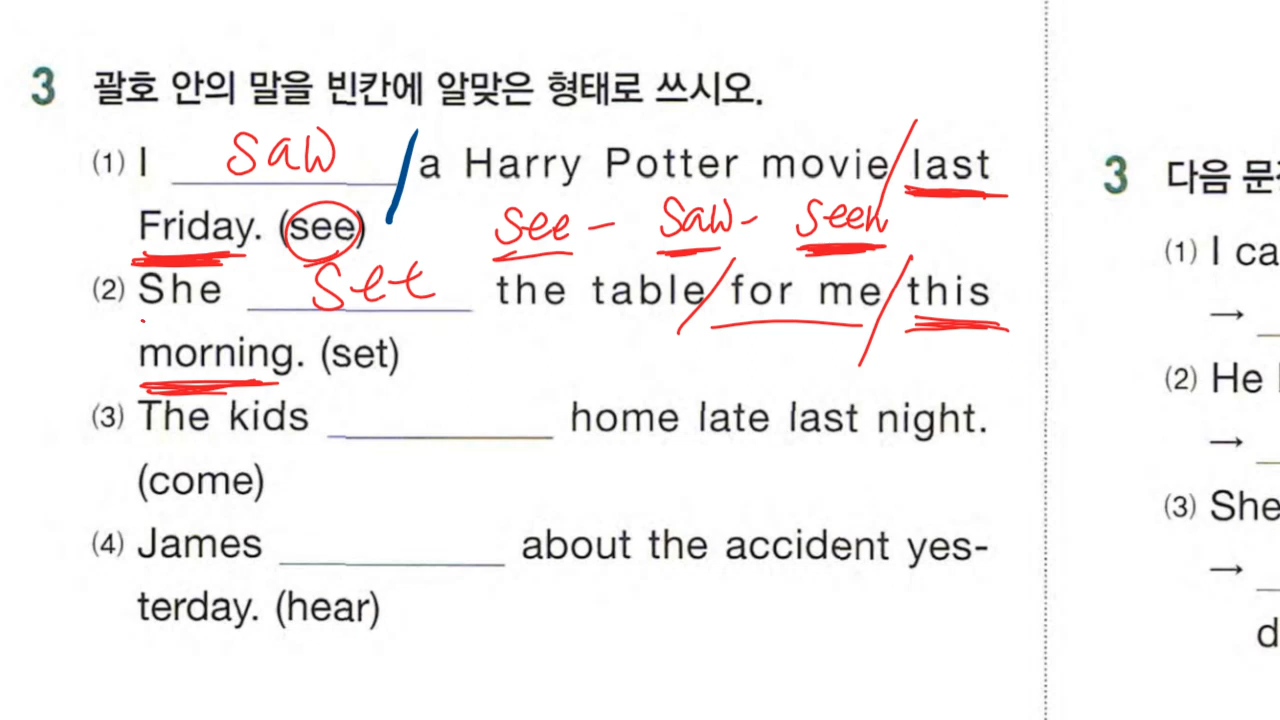 3 괄호 안의 말을 빈칸에 알맞은 형태로 쓰시오.
(1) I saw a Harry Potter movie last
Friday. (see) see - saw - seen
(2) She set the table for me this
morning. (set)
(3) The kids ________ home late last night.
(come)
(4) James ________ about the accident yes-
terday. (hear)
3 다음 문
(1) I ca
→
(2) He
→
(3) She
→
d